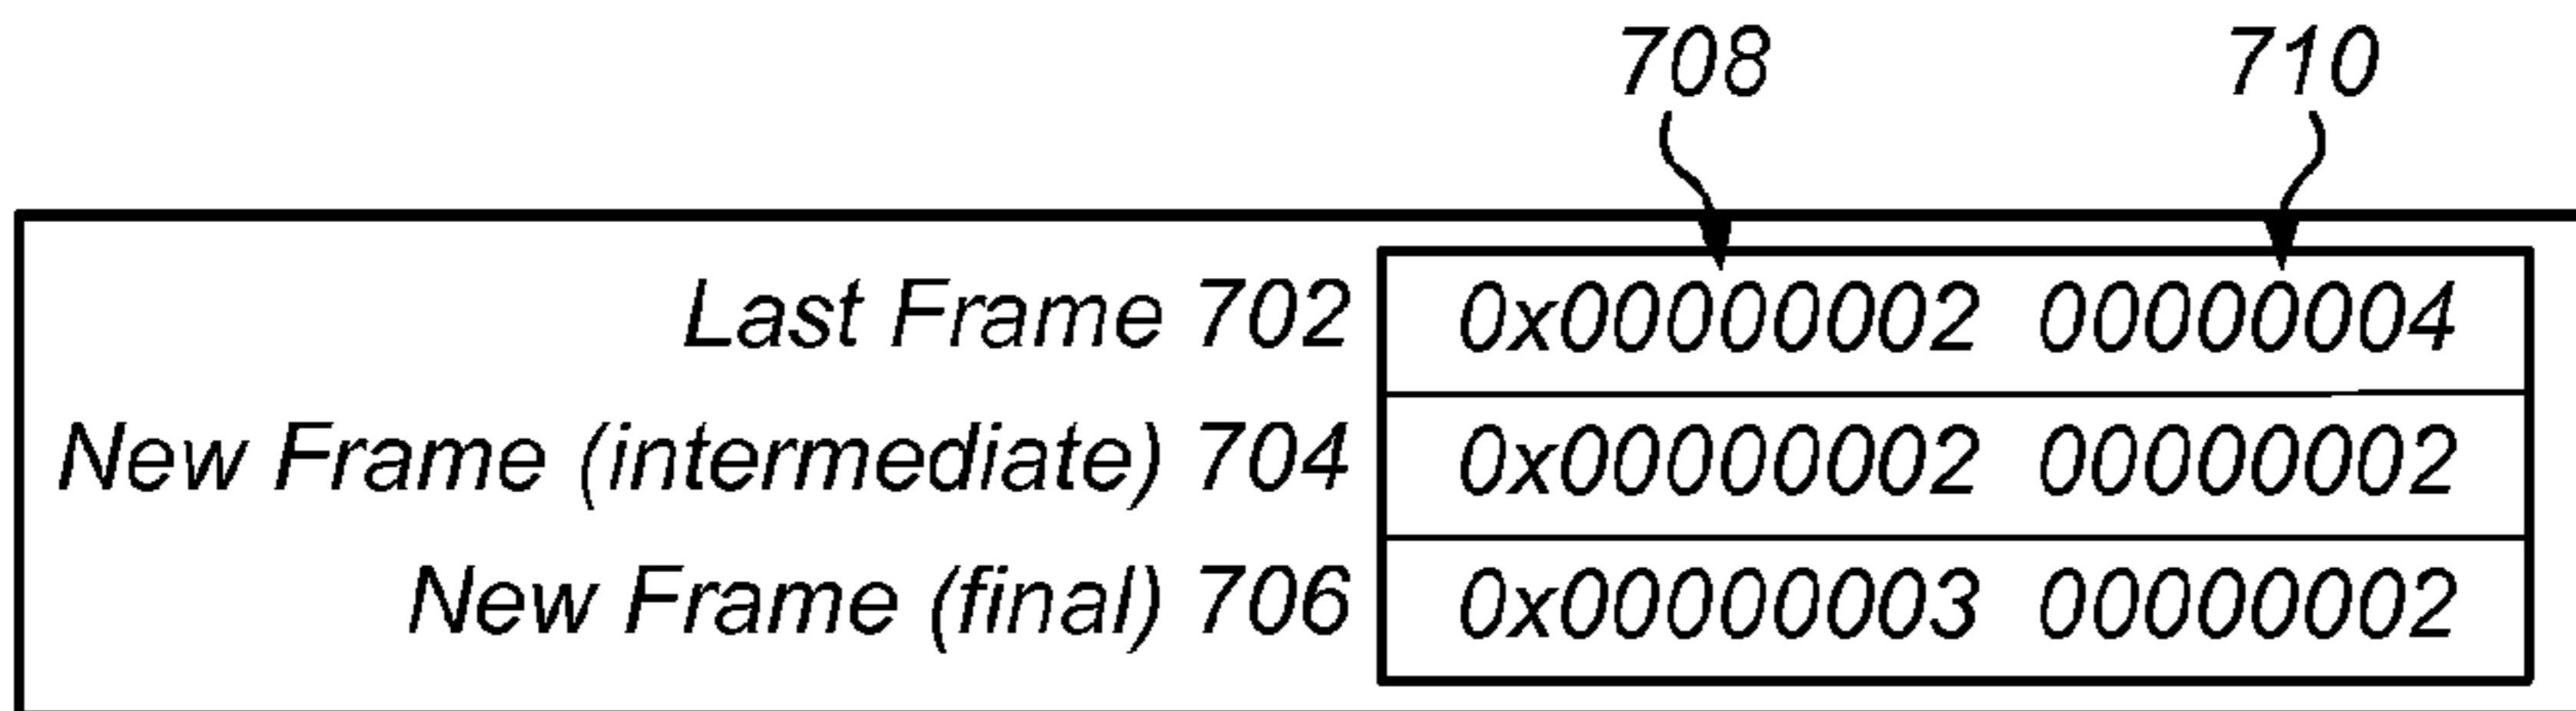 708 710
Last Frame 702 0x00000002 00000004
New Frame (intermediate) 704 0x00000002 00000002
New Frame (final) 706 0x00000003 00000002